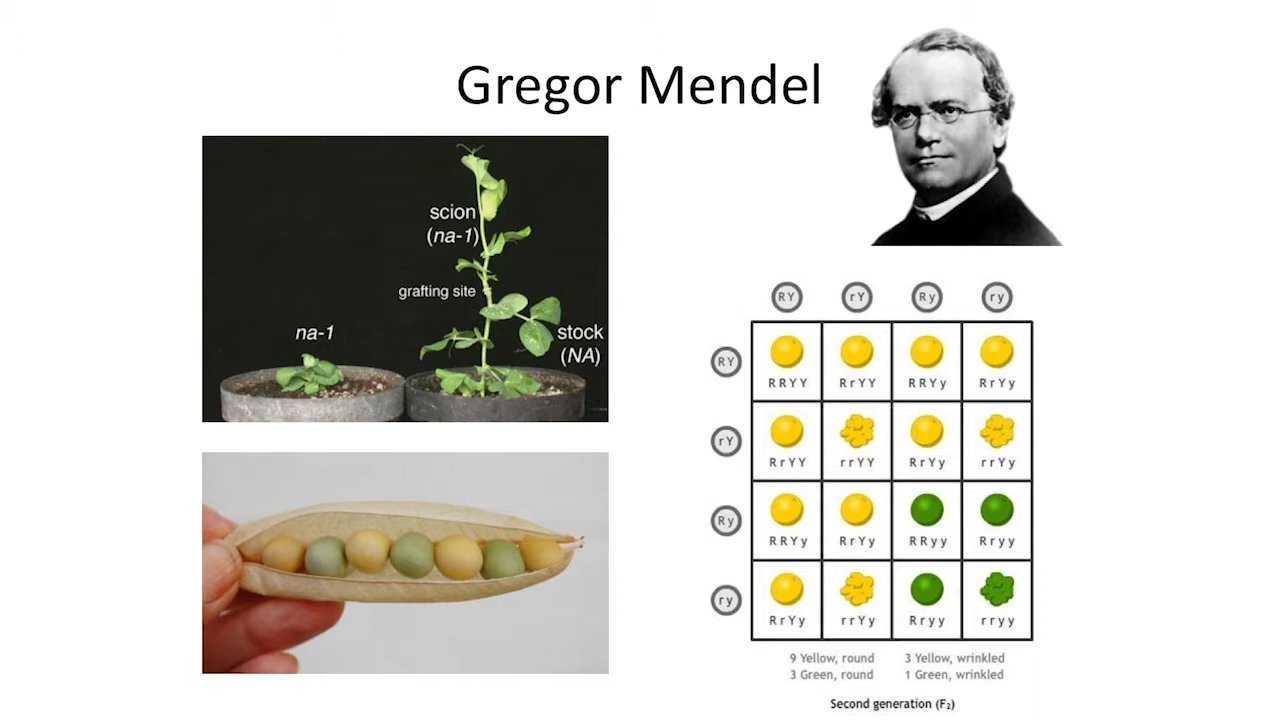 Gregor Mendel
scion
(na-1)
grafting site
na-1
stock
(NA)
RY rY Ry ry
RY
RRYY RrYY RRYy RrYy
rY
RrYY rrYY RrYy rrYy
Ry
RRYy RrYy RRyy Rryy
ry
RrYy rrYy Rryy rryy
9 Yellow, round 3 Yellow, wrinkled
3 Green, round 1 Green, wrinkled
Second generation (F₂)